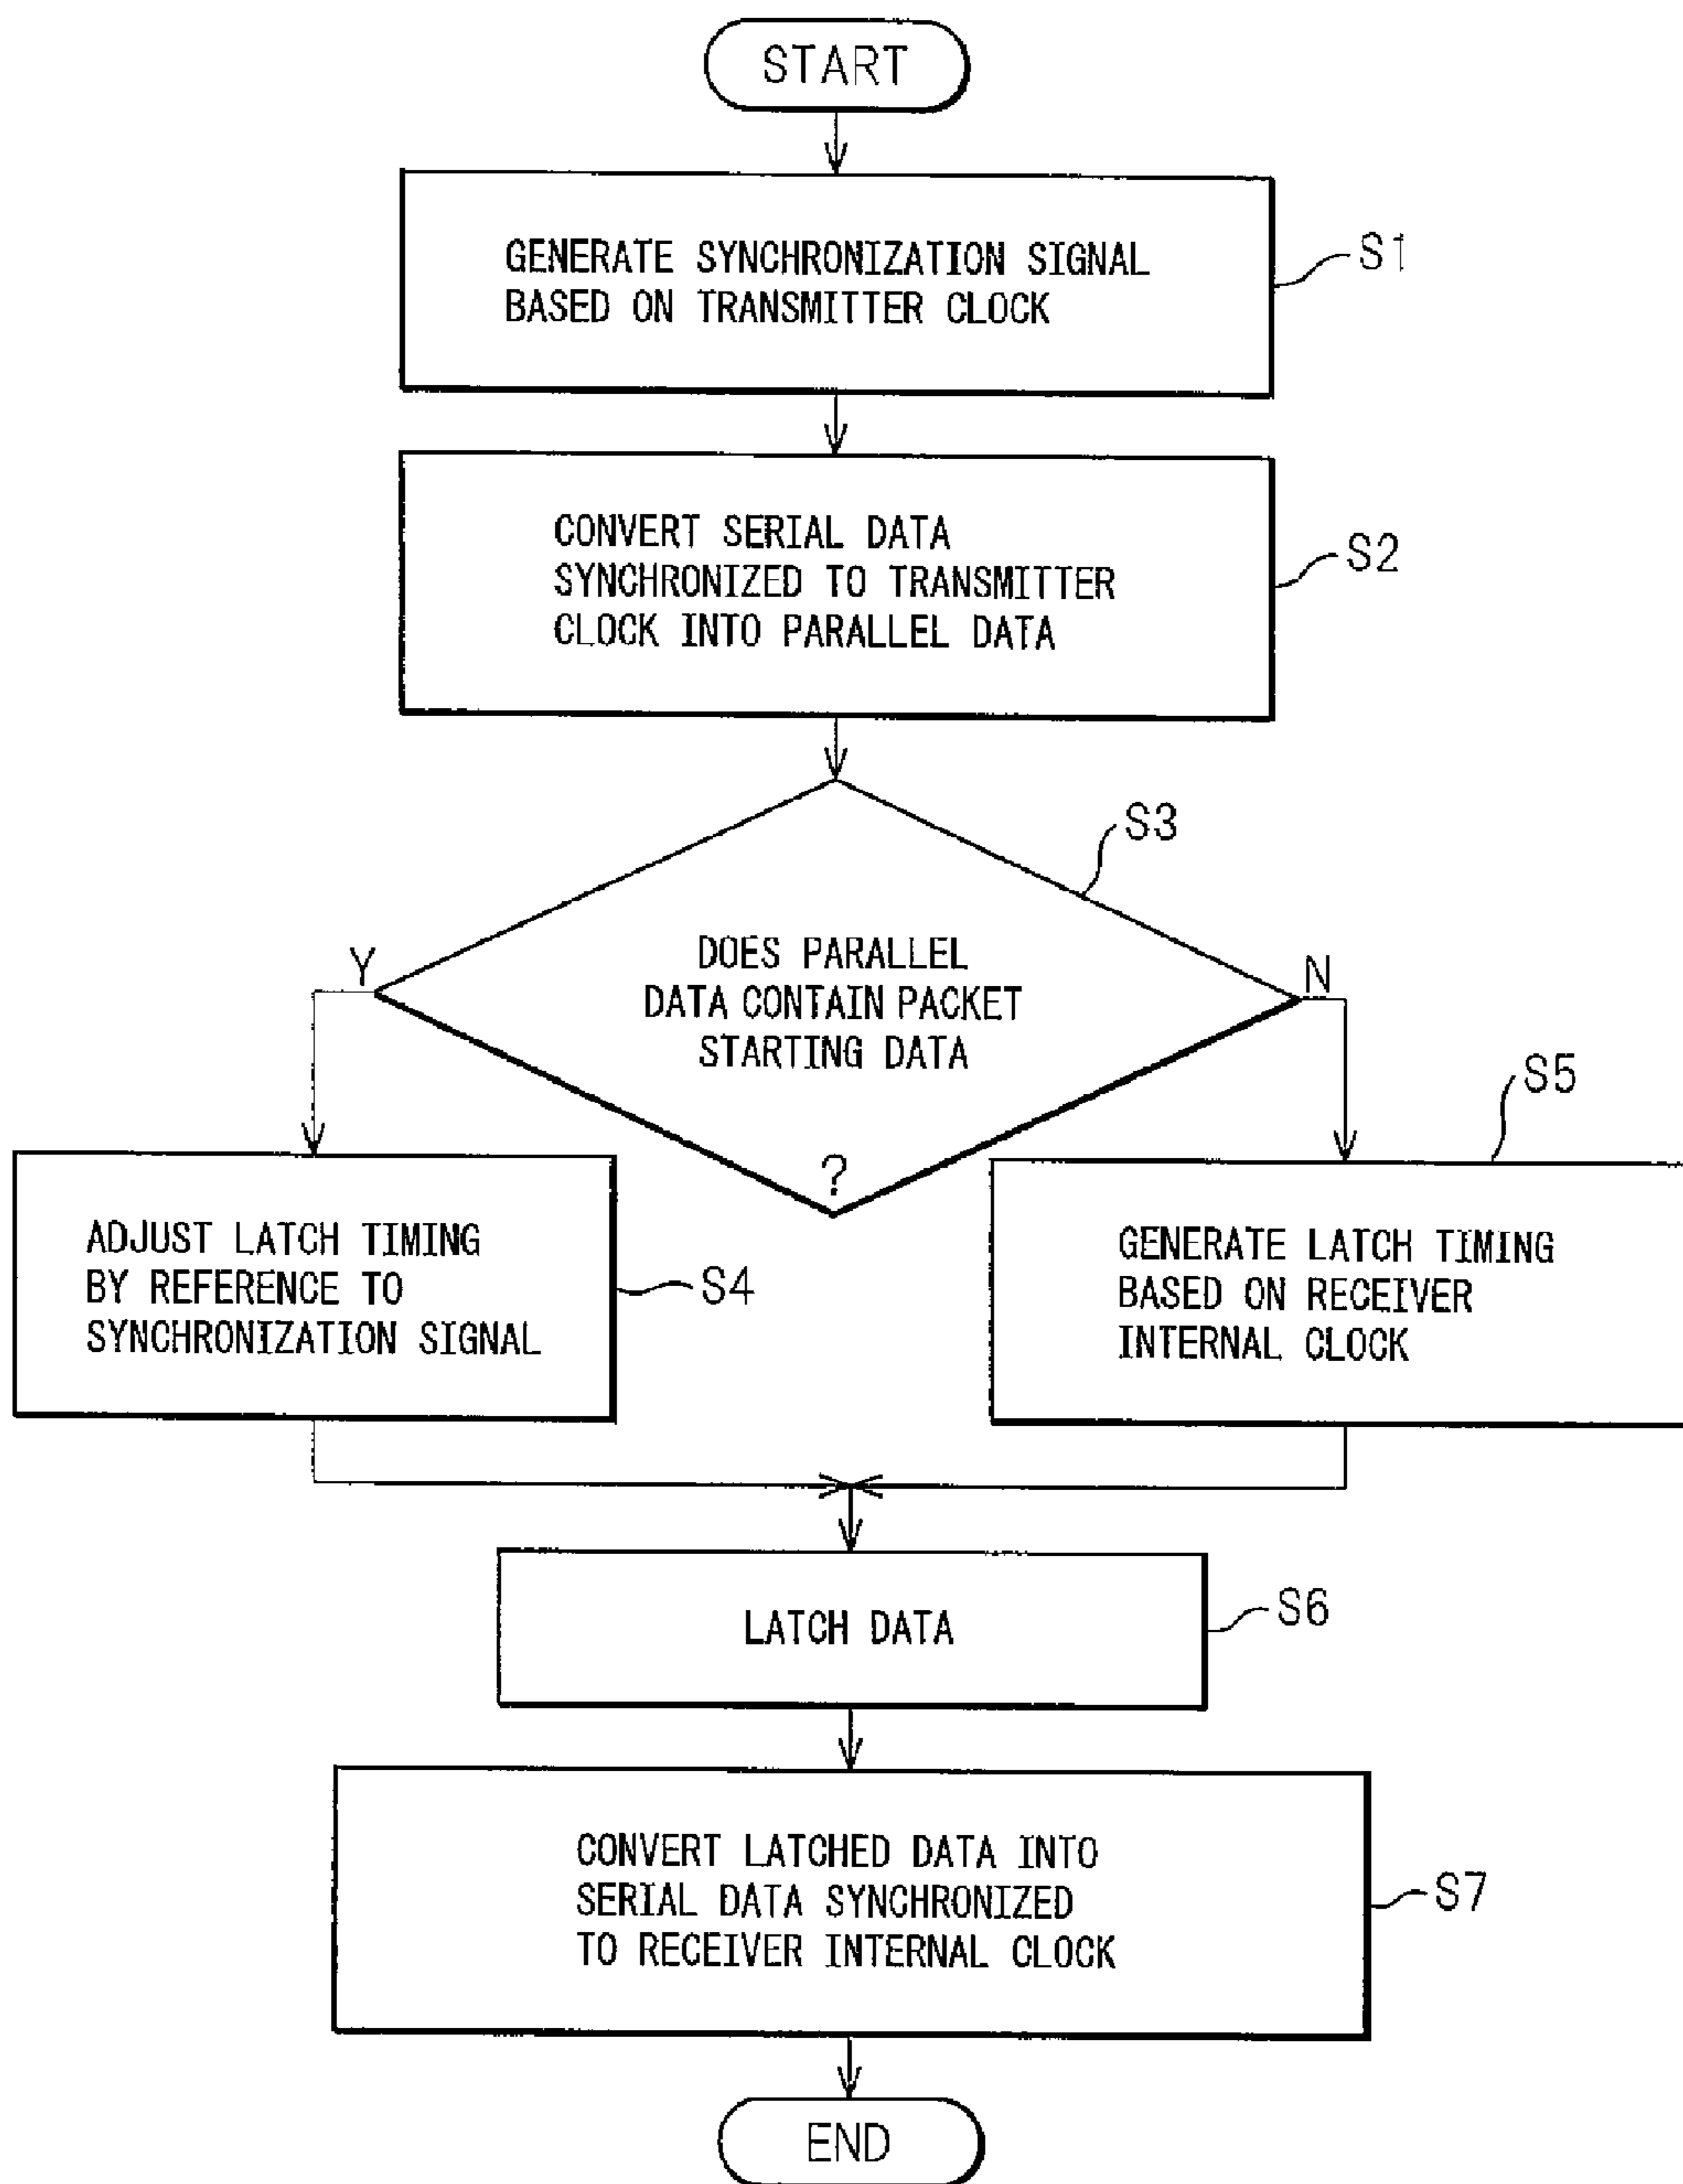 START
GENERATE SYNCHRONIZATION SIGNAL
BASED ON TRANSMITTER CLOCK
S1
CONVERT SERIAL DATA
SYNCHRONIZED TO TRANSMITTER
CLOCK INTO PARALLEL DATA
S2
S3
DOES PARALLEL
DATA CONTAIN PACKET
STARTING DATA
?
Y
N
ADJUST LATCH TIMING
BY REFERENCE TO
SYNCHRONIZATION SIGNAL
S4
S5
GENERATE LATCH TIMING
BASED ON RECEIVER
INTERNAL CLOCK
LATCH DATA
S6
CONVERT LATCHED DATA INTO
SERIAL DATA SYNCHRONIZED
TO RECEIVER INTERNAL CLOCK
S7
END